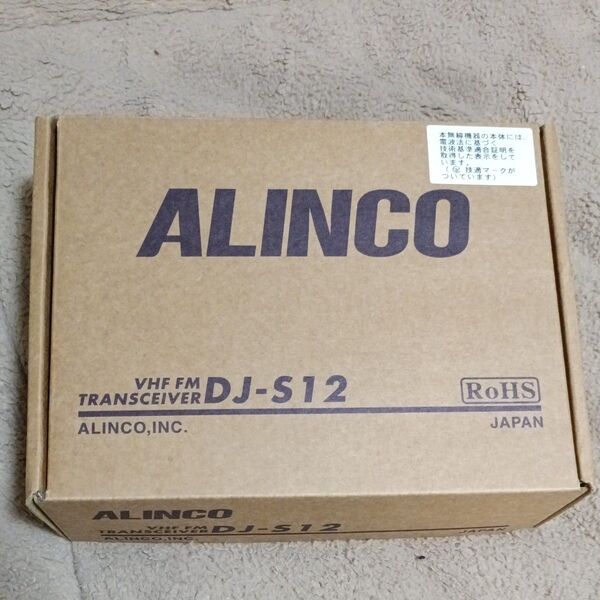 本無線機器の本体には、
電波法に基づく
技術基準適合証明を
取得した表示をして
います。
(技適マークが
ついています)
ALINCO
VHF FM
TRANSCEIVER DJ-S12
RoHS
ALINCO,INC.
JAPAN
ALINCO
VHF FM
TRANSCEIVER DJ-S12
ALINCO,INC.
JAPAN